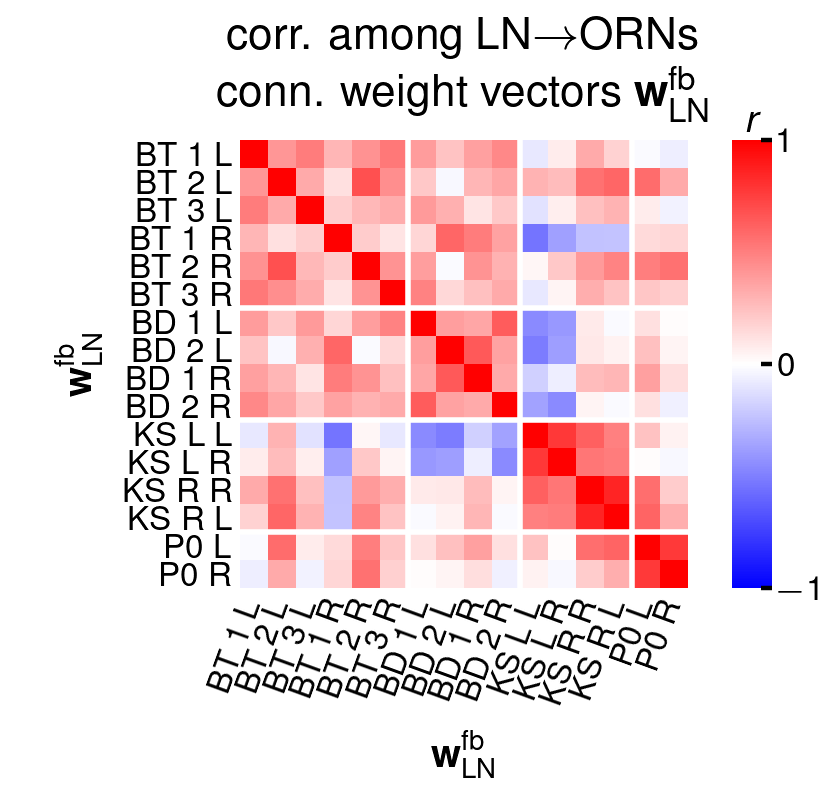 corr. among LN→ORNs
conn. weight vectors w^fb_LN
r
1
0
−1
w^fb_LN
BT 1 L
BT 2 L
BT 3 L
BT 1 R
BT 2 R
BT 3 R
BD 1 L
BD 2 L
BD 1 R
BD 2 R
KS L L
KS L R
KS R R
KS R L
P0 L
P0 R
BT 1 L
BT 2 L
BT 3 L
BT 1 R
BT 2 R
BT 3 R
BD 1 L
BD 2 L
BD 1 R
BD 2 R
KS L L
KS L R
KS R R
KS R L
P0 L
P0 R
w^fb_LN